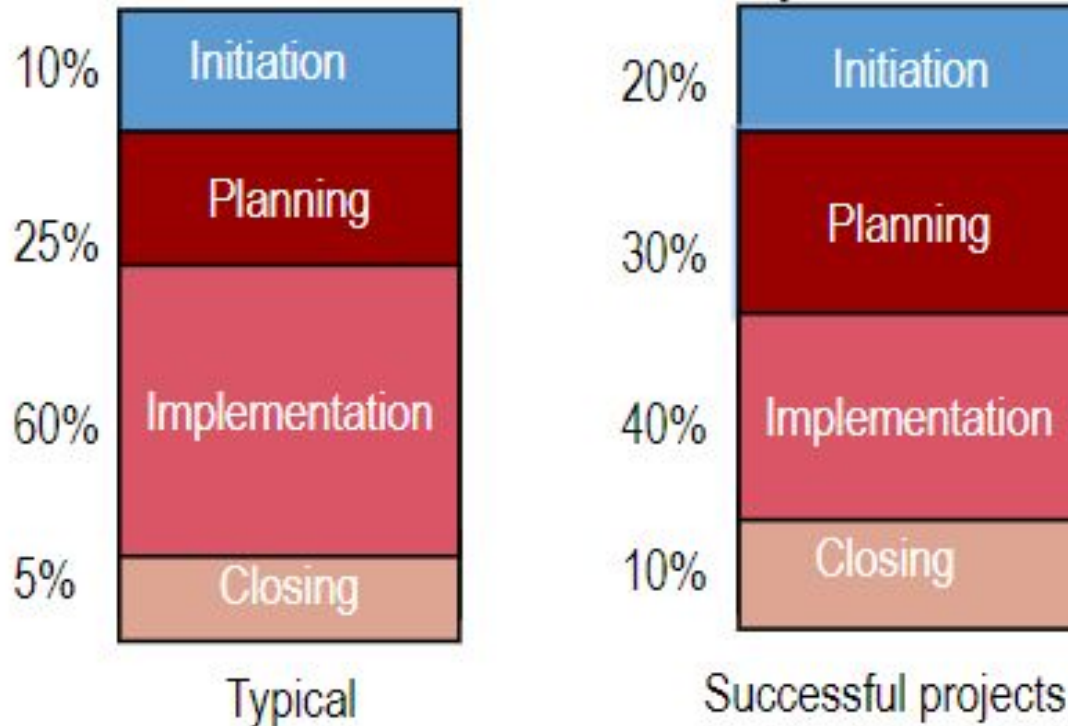 10%
Initiation
25%
Planning
60%
Implementation
5%
Closing
Typical
20%
Initiation
30%
Planning
40%
Implementation
10%
Closing
Successful projects